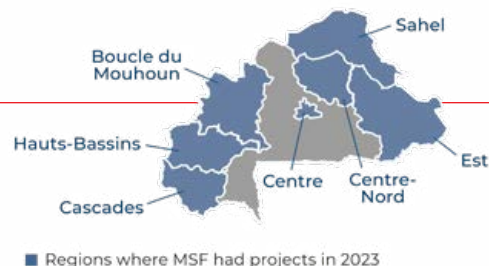 Sahel
Boucle du
Mouhoun
Hauts-Bassins
Est
Centre
Centre-
Nord
Cascades
Regions where MSF had projects in 2023